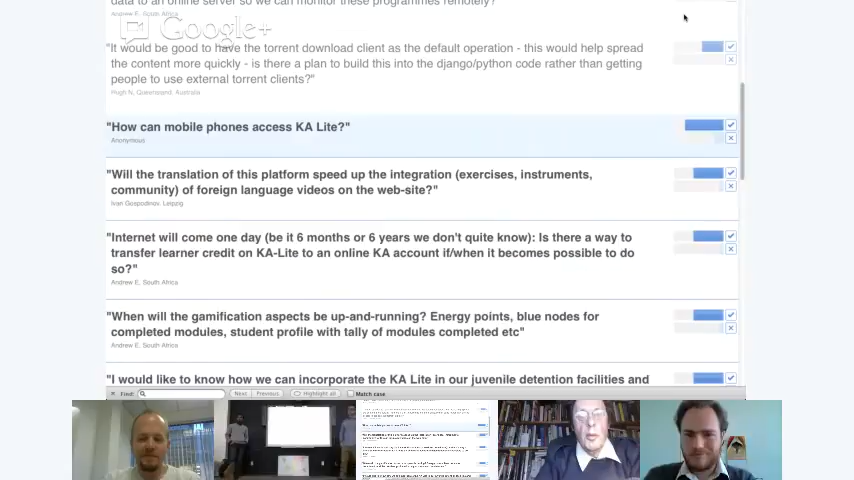 data to an online server so we can monitor these programmes remotely?"
Andrew E. South Africa
Google+
"It would be good to have the torrent download client as the default operation - this would help spread
the content more quickly - is there a plan to build this into the django/python code rather than getting
people to use external torrent clients?"
Hugh N, Queensland, Australia
"How can mobile phones access KA Lite?"
Anonymous
"Will the translation of this platform speed up the integration (exercises, instruments,
community) of foreign language videos on the web-site?"
Ivan Gospodinov, Leipzig
"Internet will come one day (be it 6 months or 6 years we don't quite know): Is there a way to
transfer learner credit on KA-Lite to an online KA account if/when it becomes possible to do
so?"
Andrew E, South Africa
"When will the gamification aspects be up-and-running? Energy points, blue nodes for
completed modules, student profile with tally of modules completed etc"
Andrew E. South Africa
"I would like to know how we can incorporate the KA Lite in our juvenile detention facilities and
Find: Next Previous Highlight all Match case